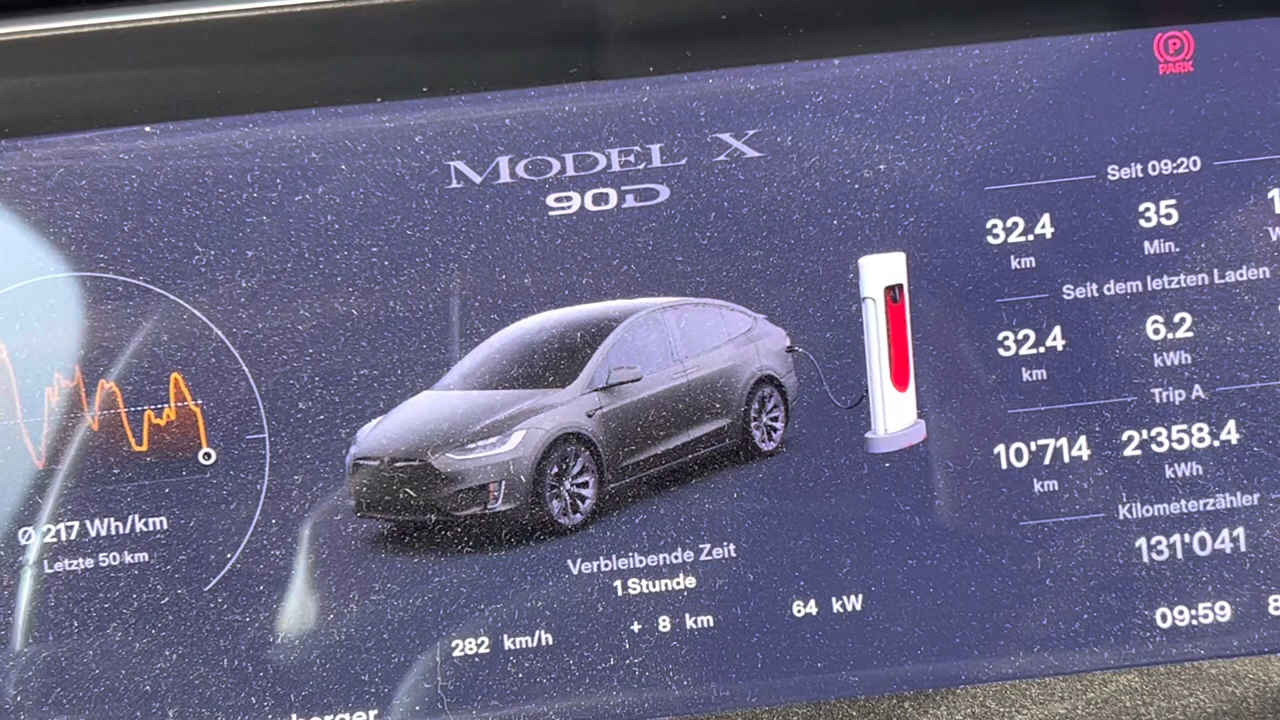 PARK
MODEL X
90D
Ø 217 Wh/km
Letzte 50 km
Verbleibende Zeit
1 Stunde
282 km/h + 8 km 64 kW
Seit 09:20
32.4 35
km Min.
Seit dem letzten Laden
32.4 6.2
km kWh
Trip A
10'714 2'358.4
km kWh
Kilometerzähler
131'041
09:59